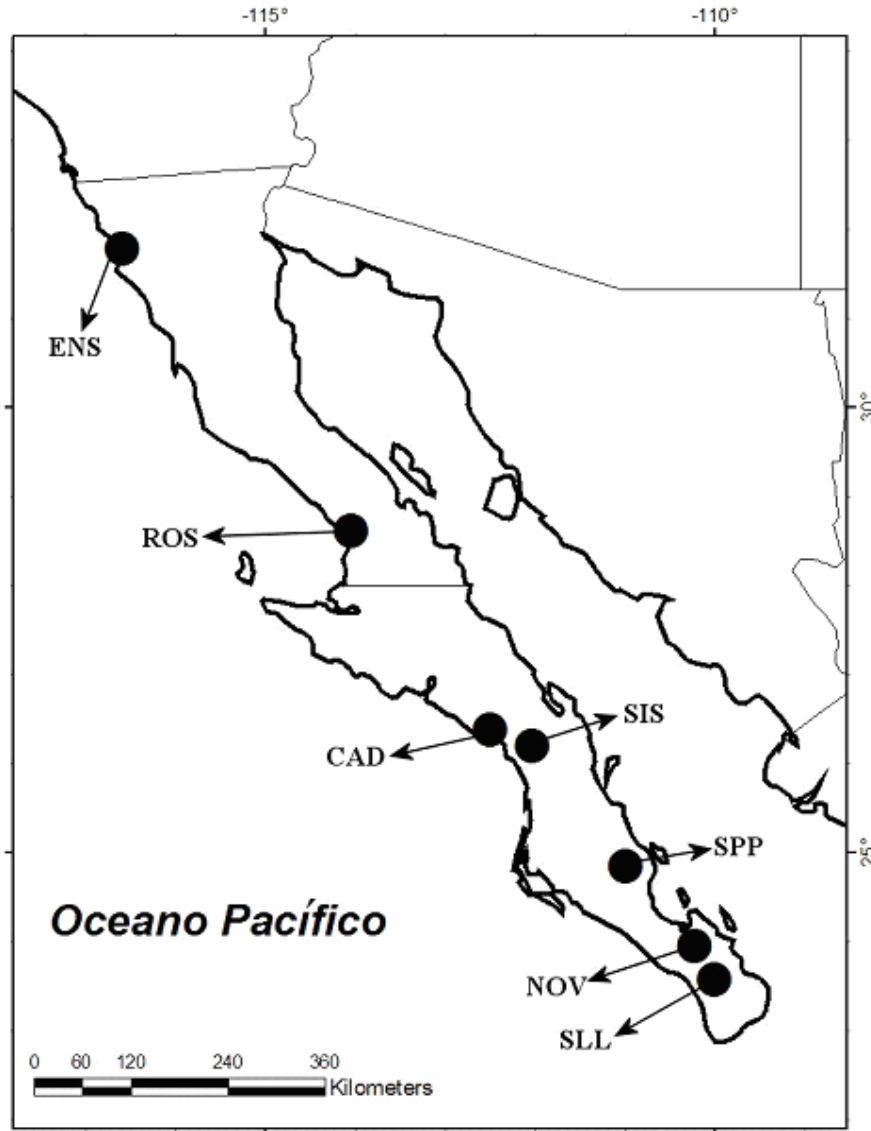 -115° -110°
ENS
30°
ROS
SIS
CAD
SPP
25°
Oceano Pacífico
NOV
SLL
0 60 120 240 360
Kilometers